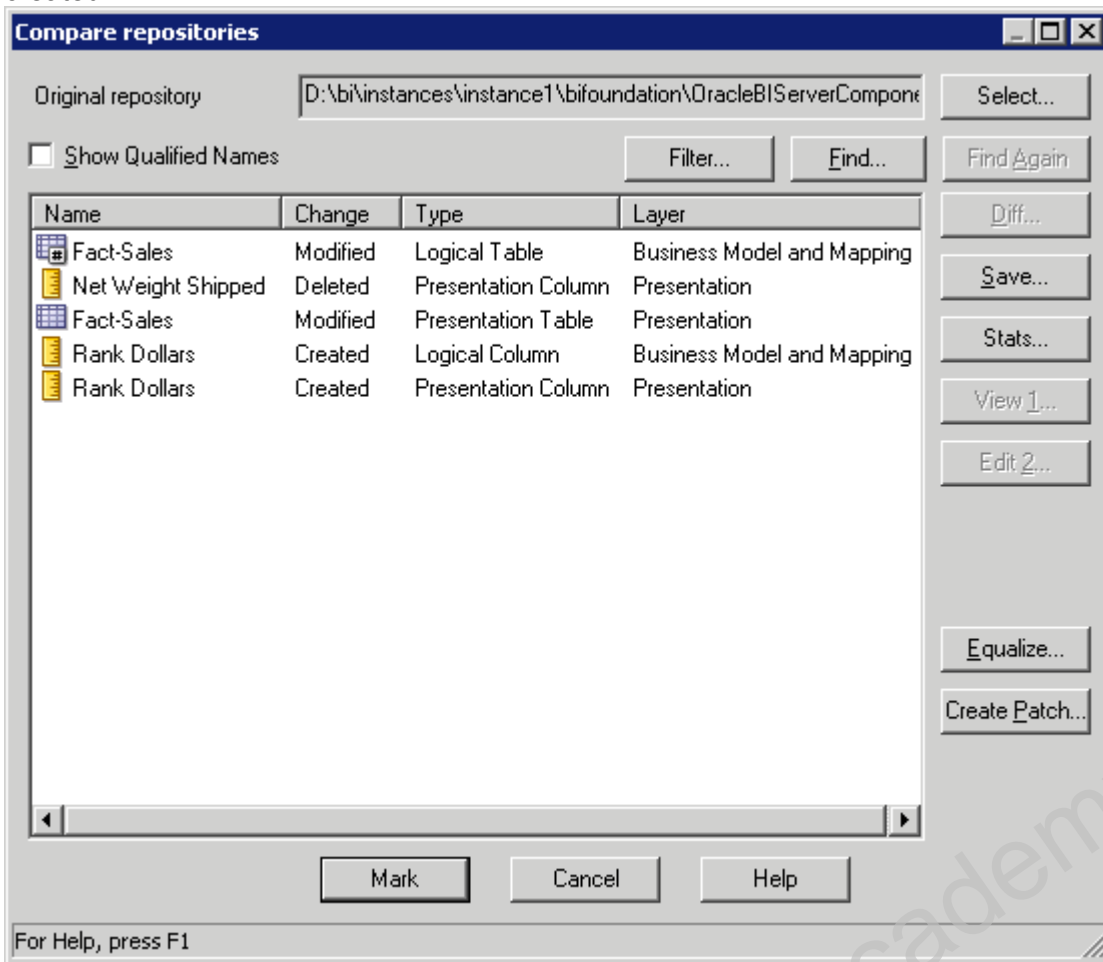 Compare repositories
Original repository D:\bi\instances\instance1\bifoundation\OracleBIServerCompone Select...
Show Qualified Names Filter... Find... Find Again
Name Change Type Layer Diff...
Fact-Sales Modified Logical Table Business Model and Mapping
Net Weight Shipped Deleted Presentation Column Presentation Save...
Fact-Sales Modified Presentation Table Presentation
Rank Dollars Created Logical Column Business Model and Mapping Stats...
Rank Dollars Created Presentation Column Presentation
View 1...
Edit 2...
Equalize...
Create Patch...
Mark Cancel Help
For Help, press F1